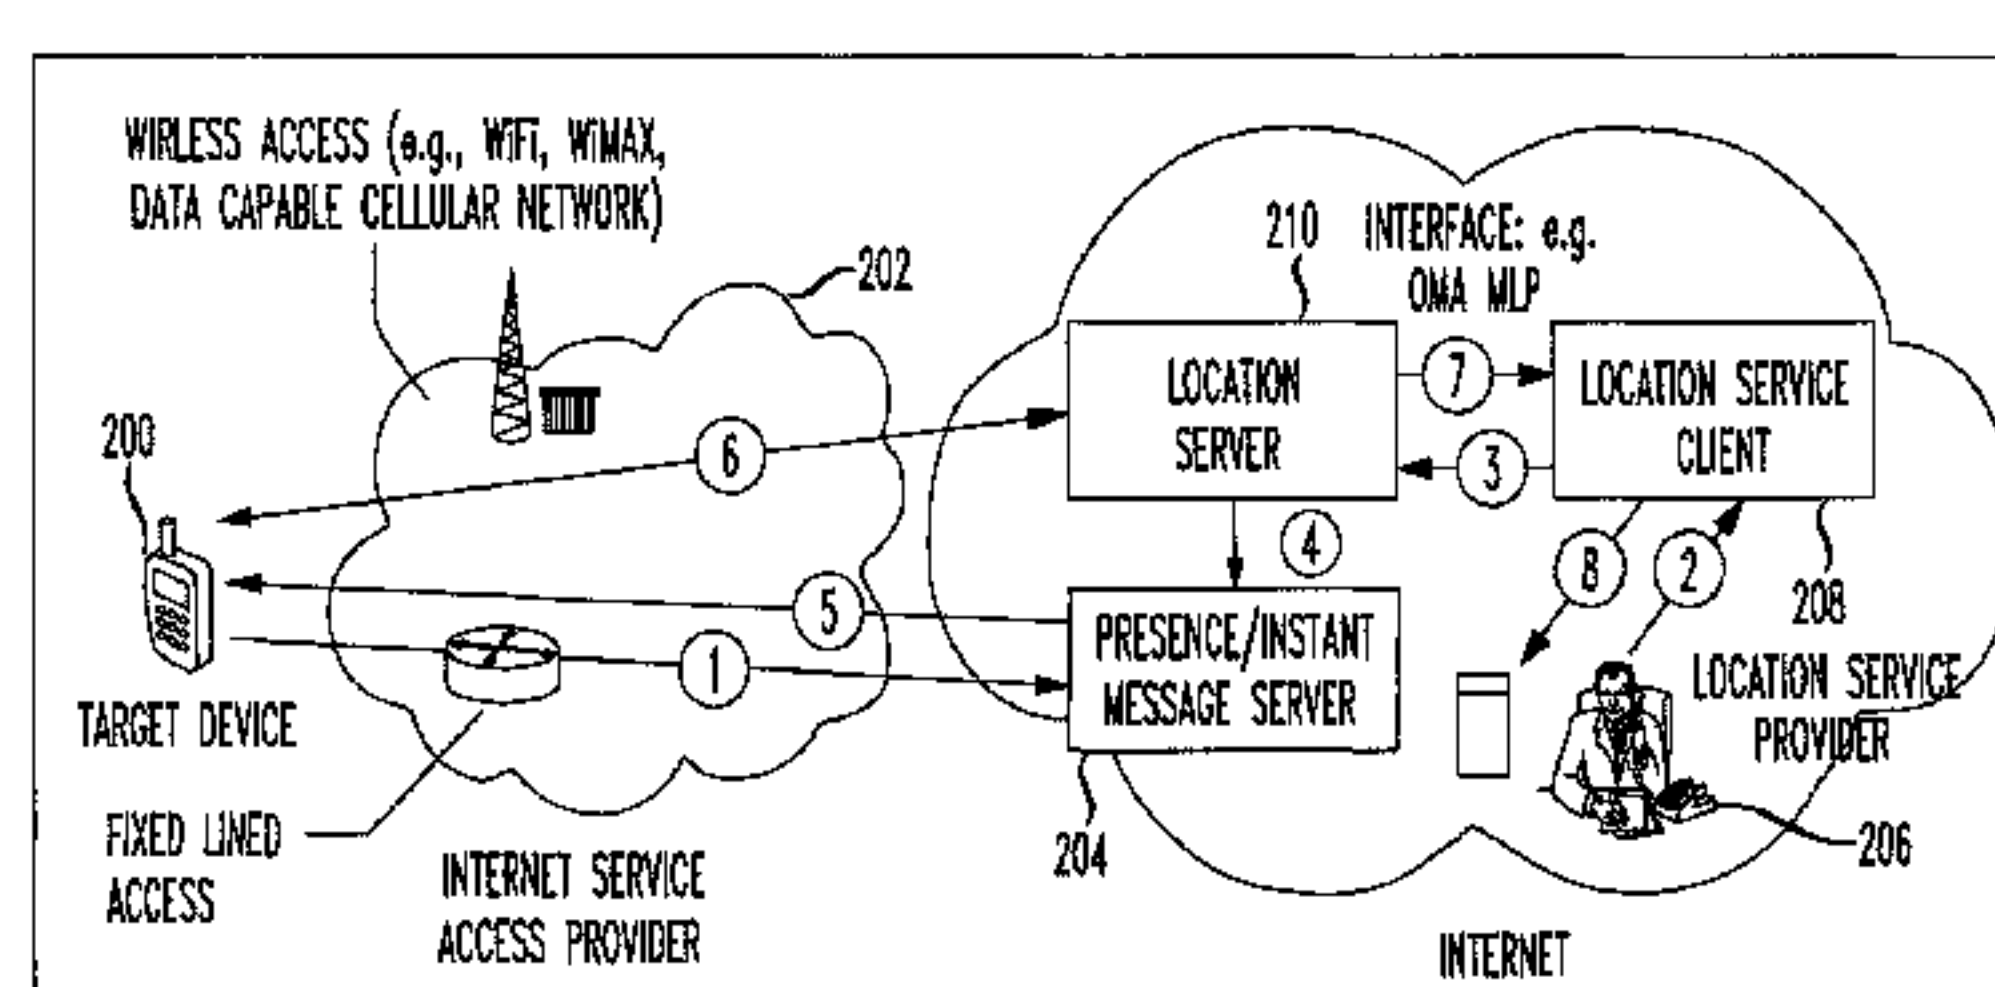 WIRLESS ACCESS (e.g., WiFi, WiMAX,
DATA CAPABLE CELLULAR NETWORK)
202
210
INTERFACE: e.g.
OMA MLP
200
LOCATION
SERVER
7
LOCATION SERVICE
CLIENT
6
3
4
8
2
208
5
1
PRESENCE/INSTANT
MESSAGE SERVER
TARGET DEVICE
LOCATION SERVICE
PROVIDER
FIXED LINED
ACCESS
204
206
INTERNET SERVICE
ACCESS PROVIDER
INTERNET